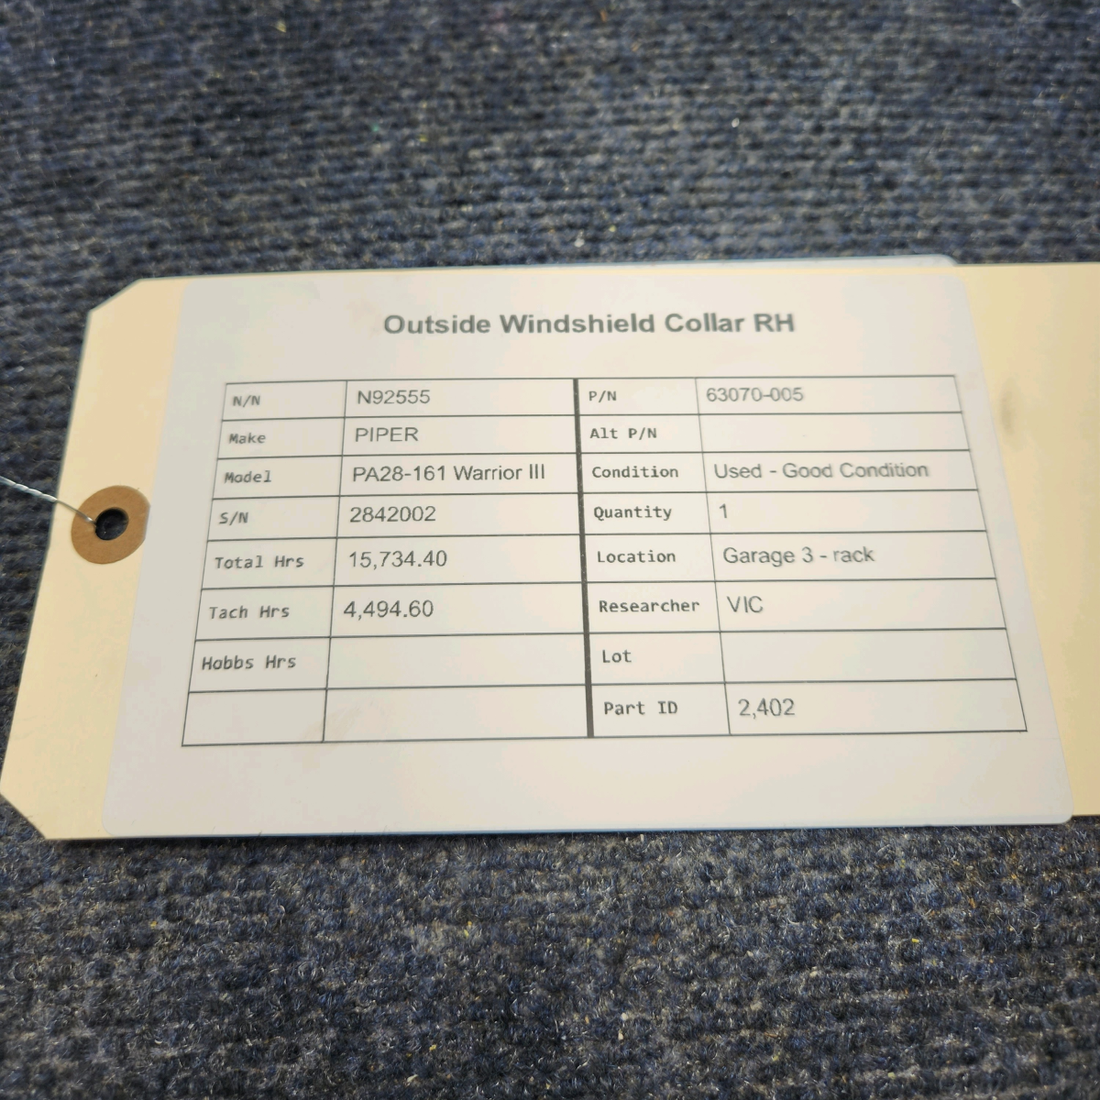 Outside Windshield Collar RH
N/N N92555 P/N 63070-005
Make PIPER Alt P/N
Model PA28-161 Warrior III Condition Used - Good Condition
S/N 2842002 Quantity 1
Total Hrs 15,734.40 Location Garage 3 - rack
Tach Hrs 4,494.60 Researcher VIC
Hobbs Hrs Lot
Part ID 2,402